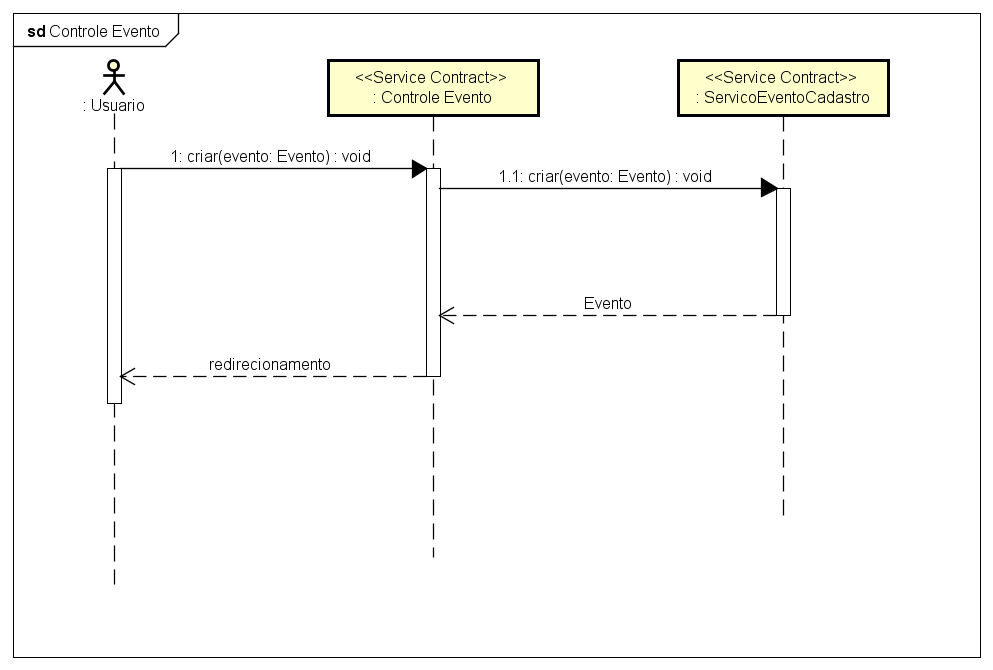 sd Controle Evento
: Usuario
<<Service Contract>>
: Controle Evento
<<Service Contract>>
: ServicoEventoCadastro
1: criar(evento: Evento) : void
1.1: criar(evento: Evento) : void
Evento
redirecionamento